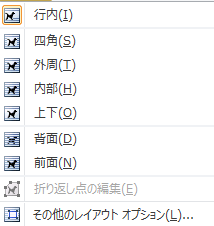 行内(I)
四角(S)
外周(T)
内部(H)
上下(O)
背面(D)
前面(N)
折り返し点の編集(E)
その他のレイアウト オプション(L)...